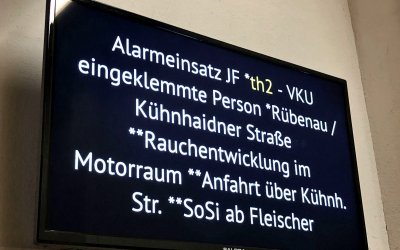 Alarmeinsatz JF *th2 - VKU
eingeklemmte Person *Rübenau /
Kühnhaidner Straße
**Rauchentwicklung im
Motorraum **Anfahrt über Kühnh.
Str. **SoSi ab Fleischer